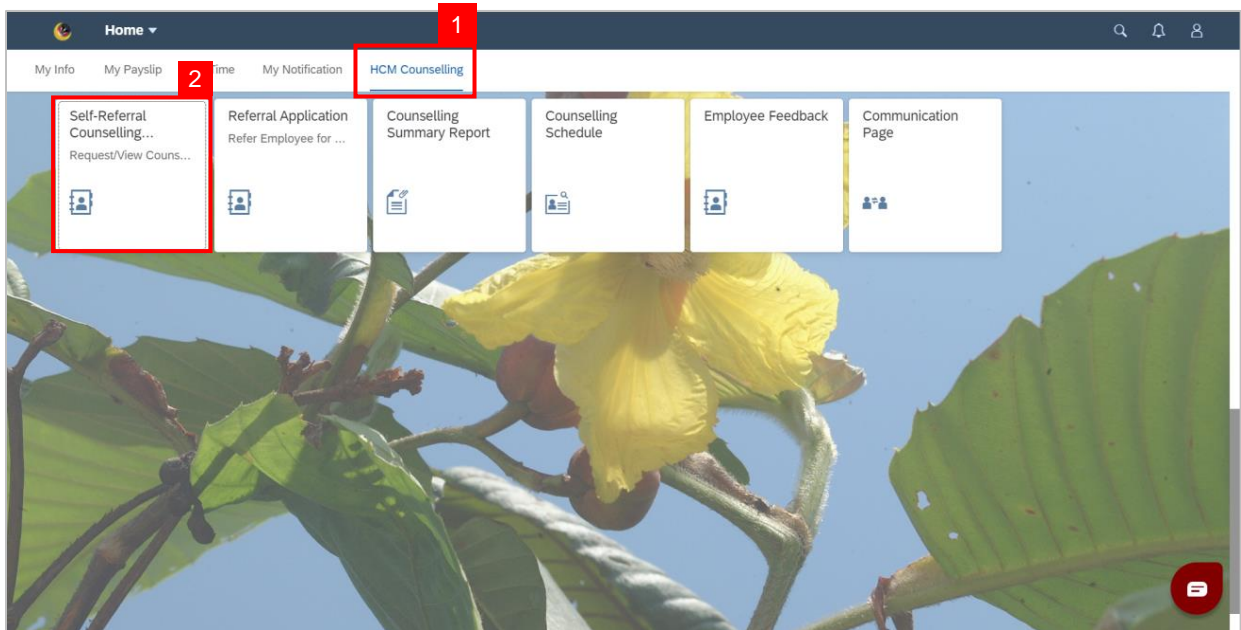 Home
1
My Info My Payslip Time My Notification HCM Counselling
2
Self-Referral
Counselling...
Request/View Couns...
Referral Application
Refer Employee for ...
Counselling
Summary Report
Counselling
Schedule
Employee Feedback
Communication
Page